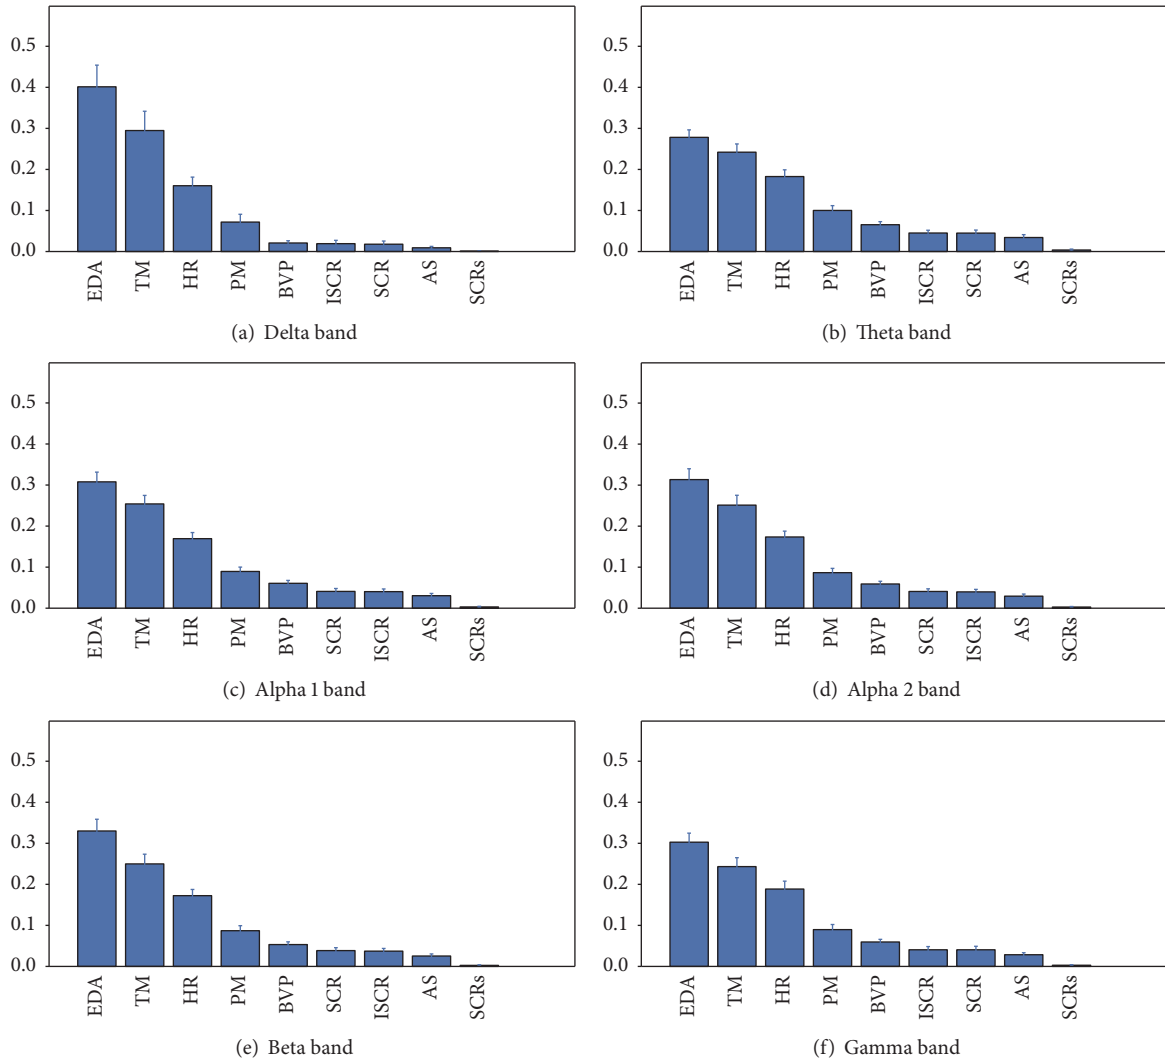 0.5
0.4
0.3
0.2
0.1
0.0
EDA
TM
HR
PM
BVP
ISCR
SCR
AS
SCRs
(a) Delta band
0.5
0.4
0.3
0.2
0.1
0.0
EDA
TM
HR
PM
BVP
ISCR
SCR
AS
SCRs
(b) Theta band
0.5
0.4
0.3
0.2
0.1
0.0
EDA
TM
HR
PM
BVP
SCR
ISCR
AS
SCRs
(c) Alpha 1 band
0.5
0.4
0.3
0.2
0.1
0.0
EDA
TM
HR
PM
BVP
SCR
ISCR
AS
SCRs
(d) Alpha 2 band
0.5
0.4
0.3
0.2
0.1
0.0
EDA
TM
HR
PM
BVP
SCR
ISCR
AS
SCRs
(e) Beta band
0.5
0.4
0.3
0.2
0.1
0.0
EDA
TM
HR
PM
BVP
ISCR
SCR
AS
SCRs
(f) Gamma band